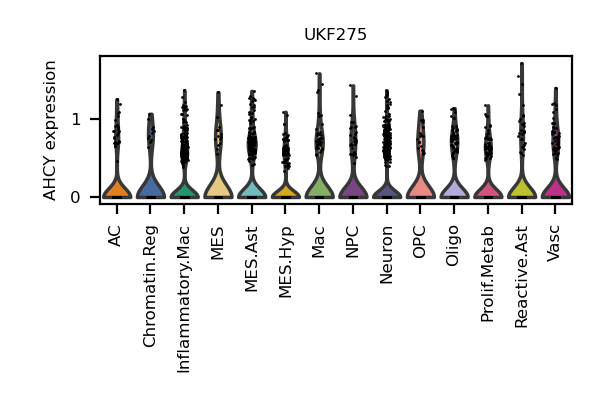 UKF275
AHCY expression
1
0
AC
Chromatin.Reg
Inflammatory.Mac
MES
MES.Ast
MES.Hyp
Mac
NPC
Neuron
OPC
Oligo
Prolif.Metab
Reactive.Ast
Vasc